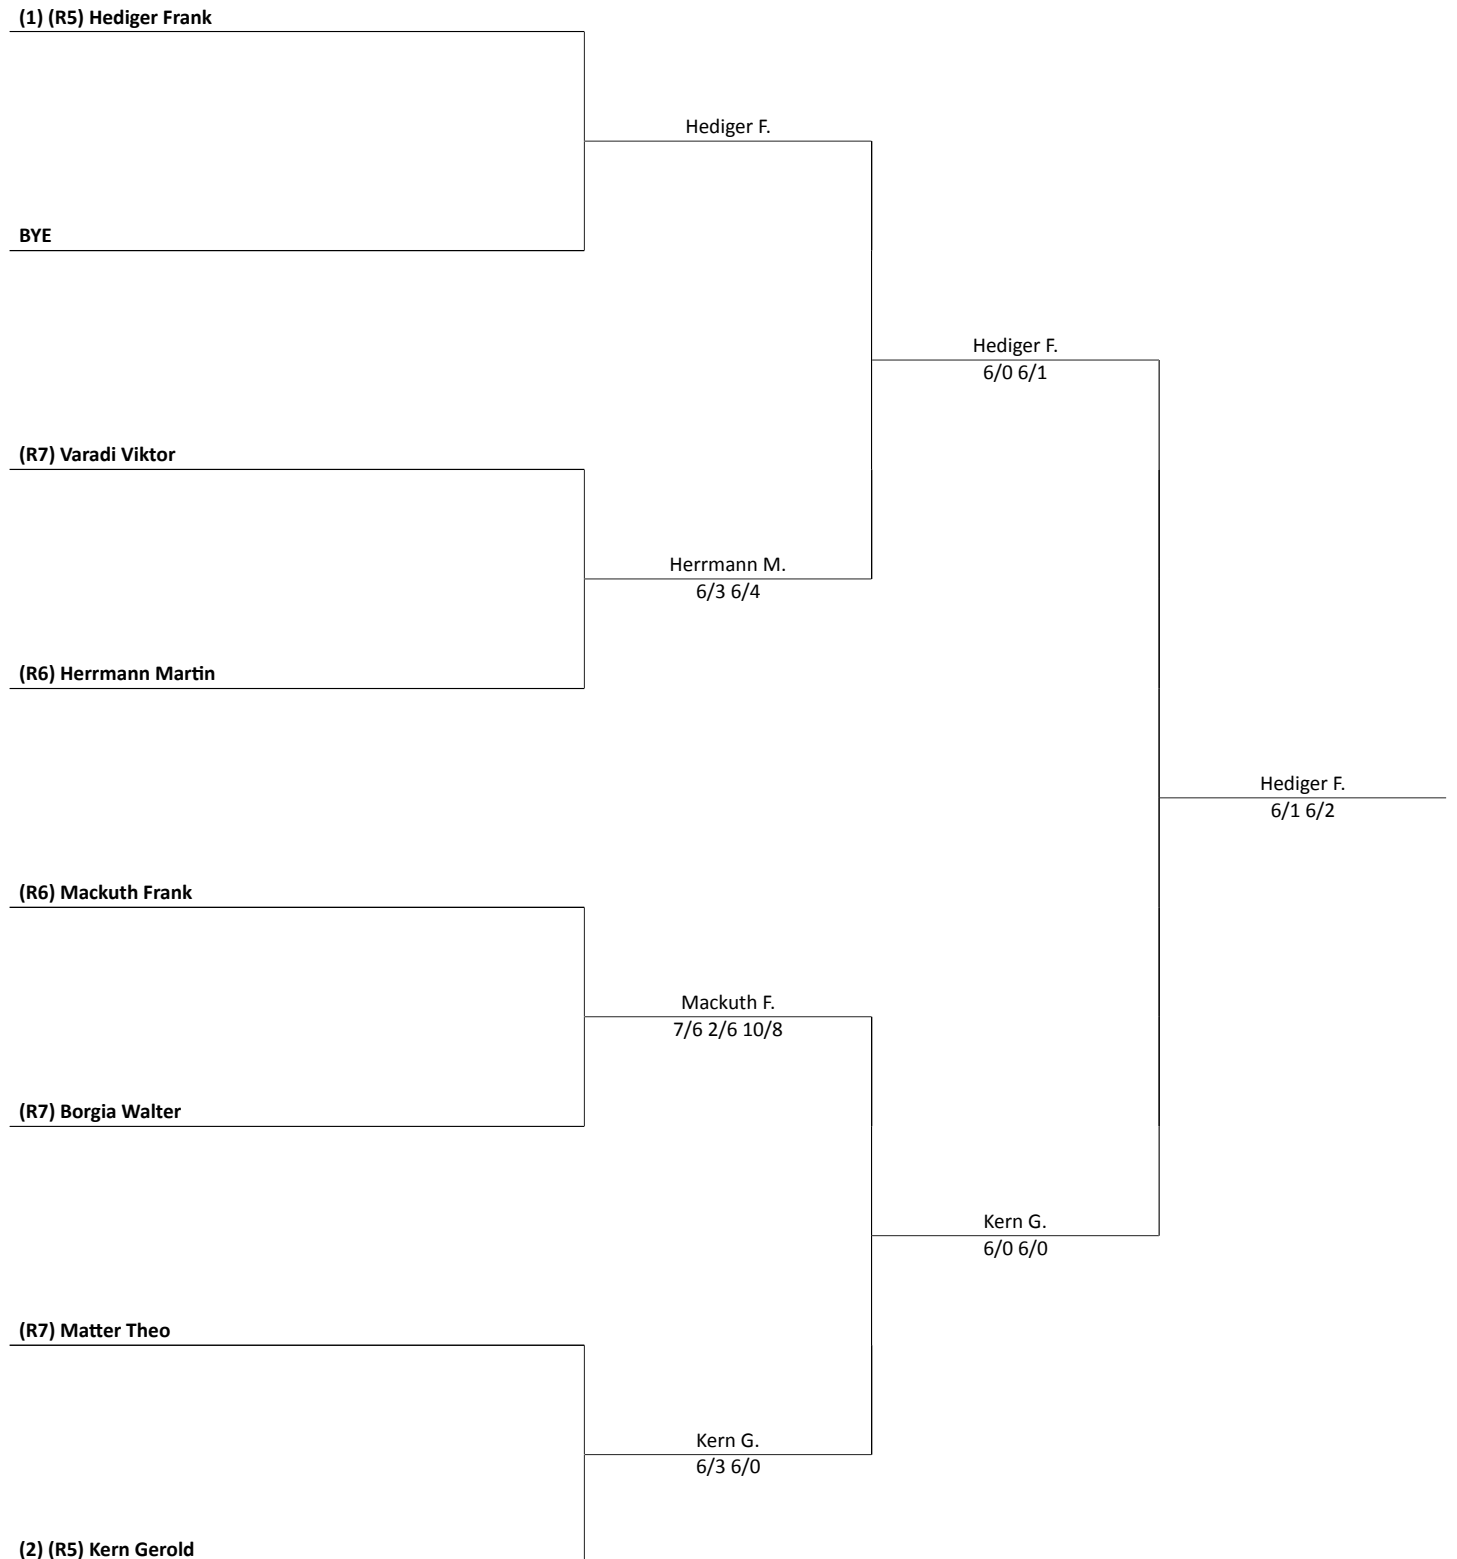 (1) (R5) Hediger Frank
Hediger F.
BYE
Hediger F.
6/0 6/1
(R7) Varadi Viktor
Herrmann M.
6/3 6/4
(R6) Herrmann Martin
Hediger F.
6/1 6/2
(R6) Mackuth Frank
Mackuth F.
7/6 2/6 10/8
(R7) Borgia Walter
Kern G.
6/0 6/0
(R7) Matter Theo
Kern G.
6/3 6/0
(2) (R5) Kern Gerold